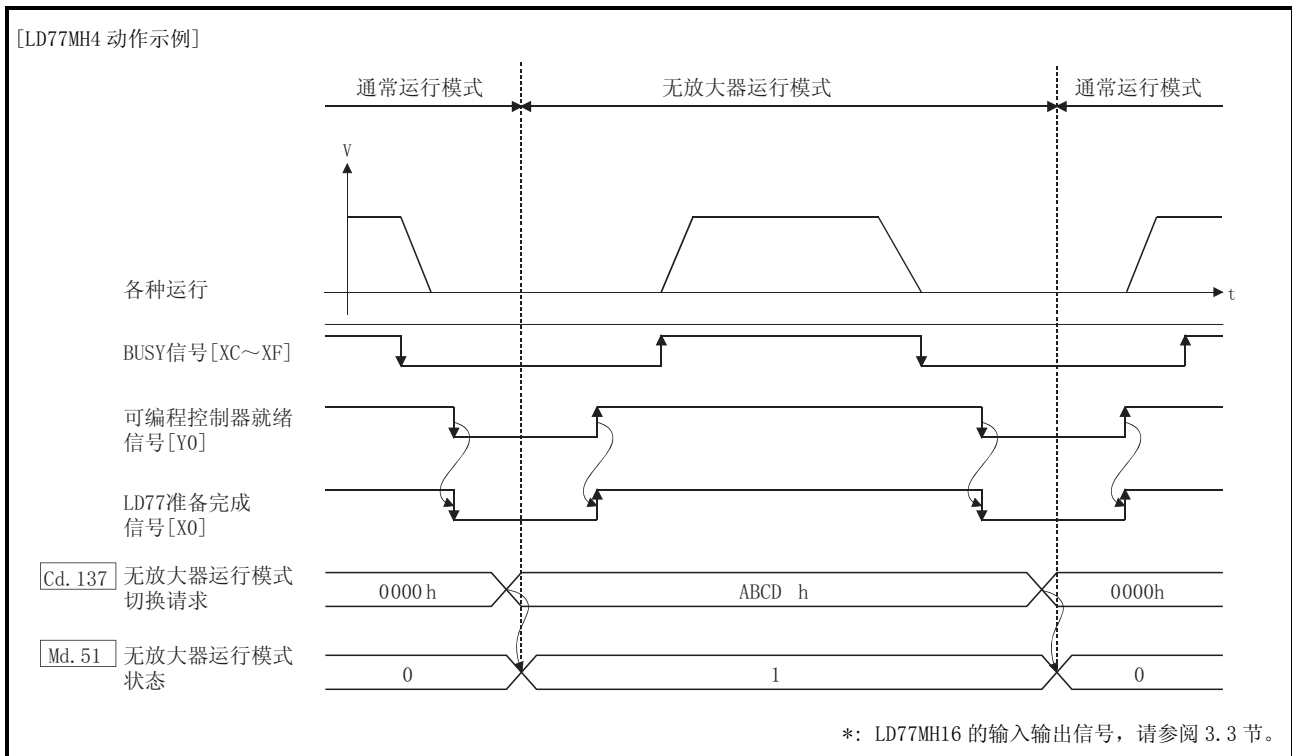 [LD77MH4 动作示例]
通常运行模式
无放大器运行模式
通常运行模式
V
各种运行
t
BUSY信号[XC～XF]
可编程控制器就绪
信号[Y0]
LD77准备完成
信号[X0]
Cd.137 无放大器运行模式
切换请求
0000 h
ABCD h
0000h
Md.51 无放大器运行模式
状态
0
1
0
*: LD77MH16 的输入输出信号，请参阅 3.3 节。